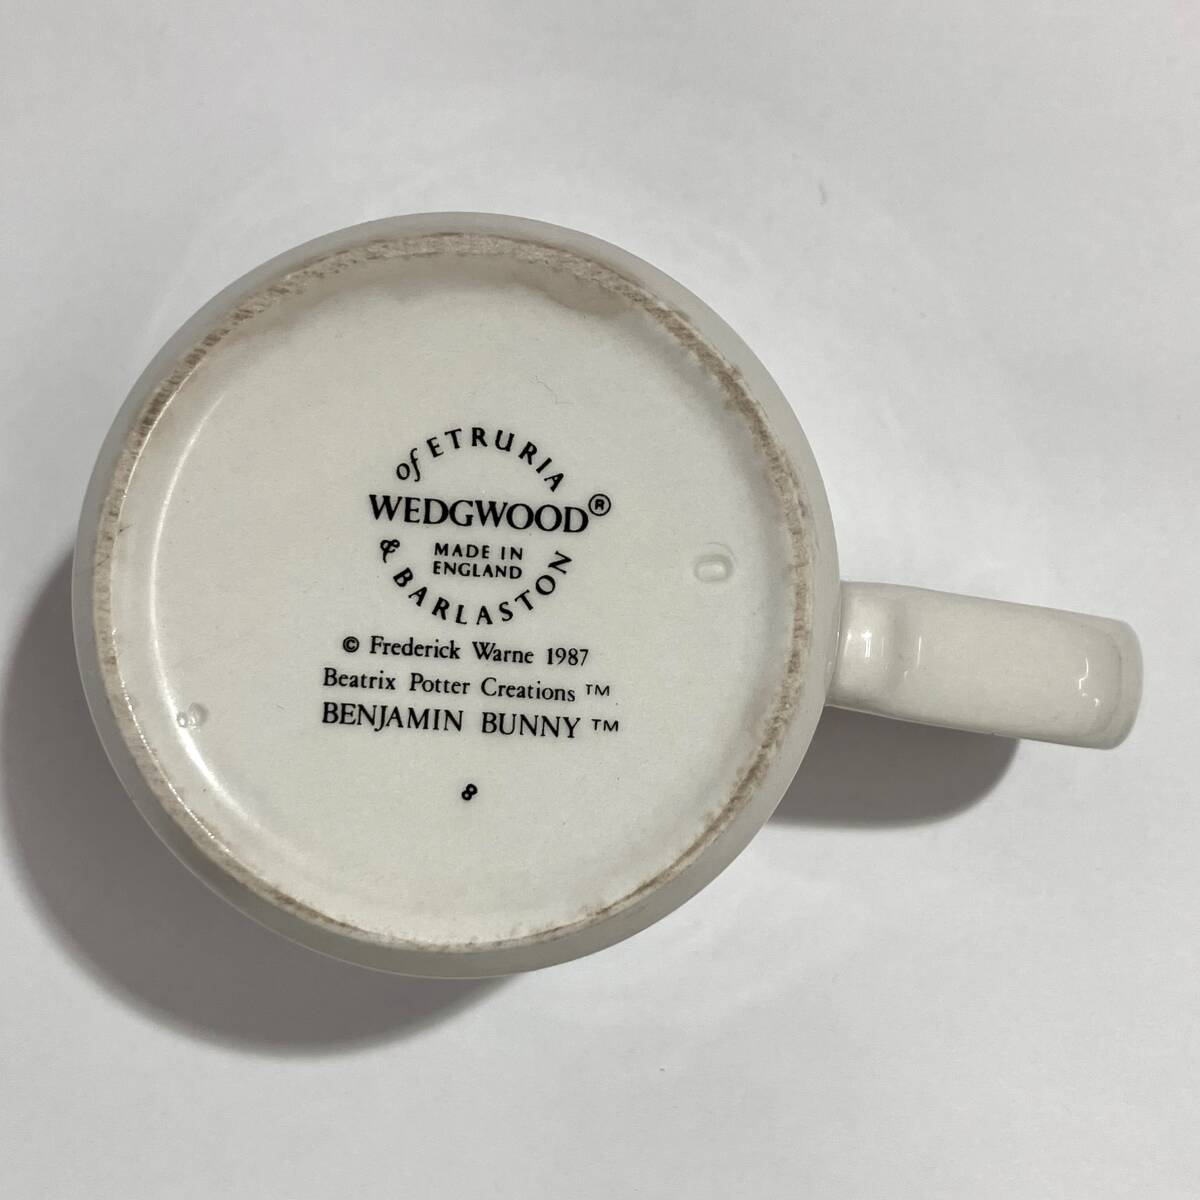 of ETRURIA
WEDGWOOD®
MADE IN
ENGLAND
& BARLASTON
© Frederick Warne 1987
Beatrix Potter Creations ™
BENJAMIN BUNNY ™
8